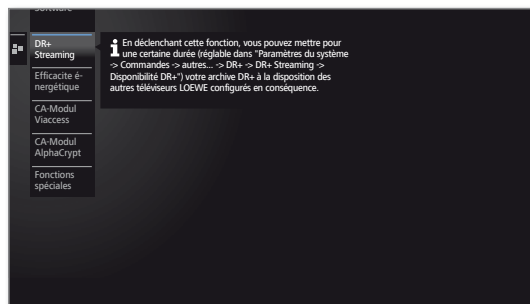 Software
DR+
Streaming
Efficacite é-
nergétique
CA-Modul
Viaccess
CA-Modul
AlphaCrypt
Fonctions
spéciales
En déclenchant cette fonction, vous pouvez mettre pour
une certaine durée (réglable dans "Paramètres du système
-> Commandes -> autres... -> DR+ -> DR+ Streaming ->
Disponibilité DR+") votre archive DR+ à la disposition des
autres téléviseurs LOEWE configurés en conséquence.